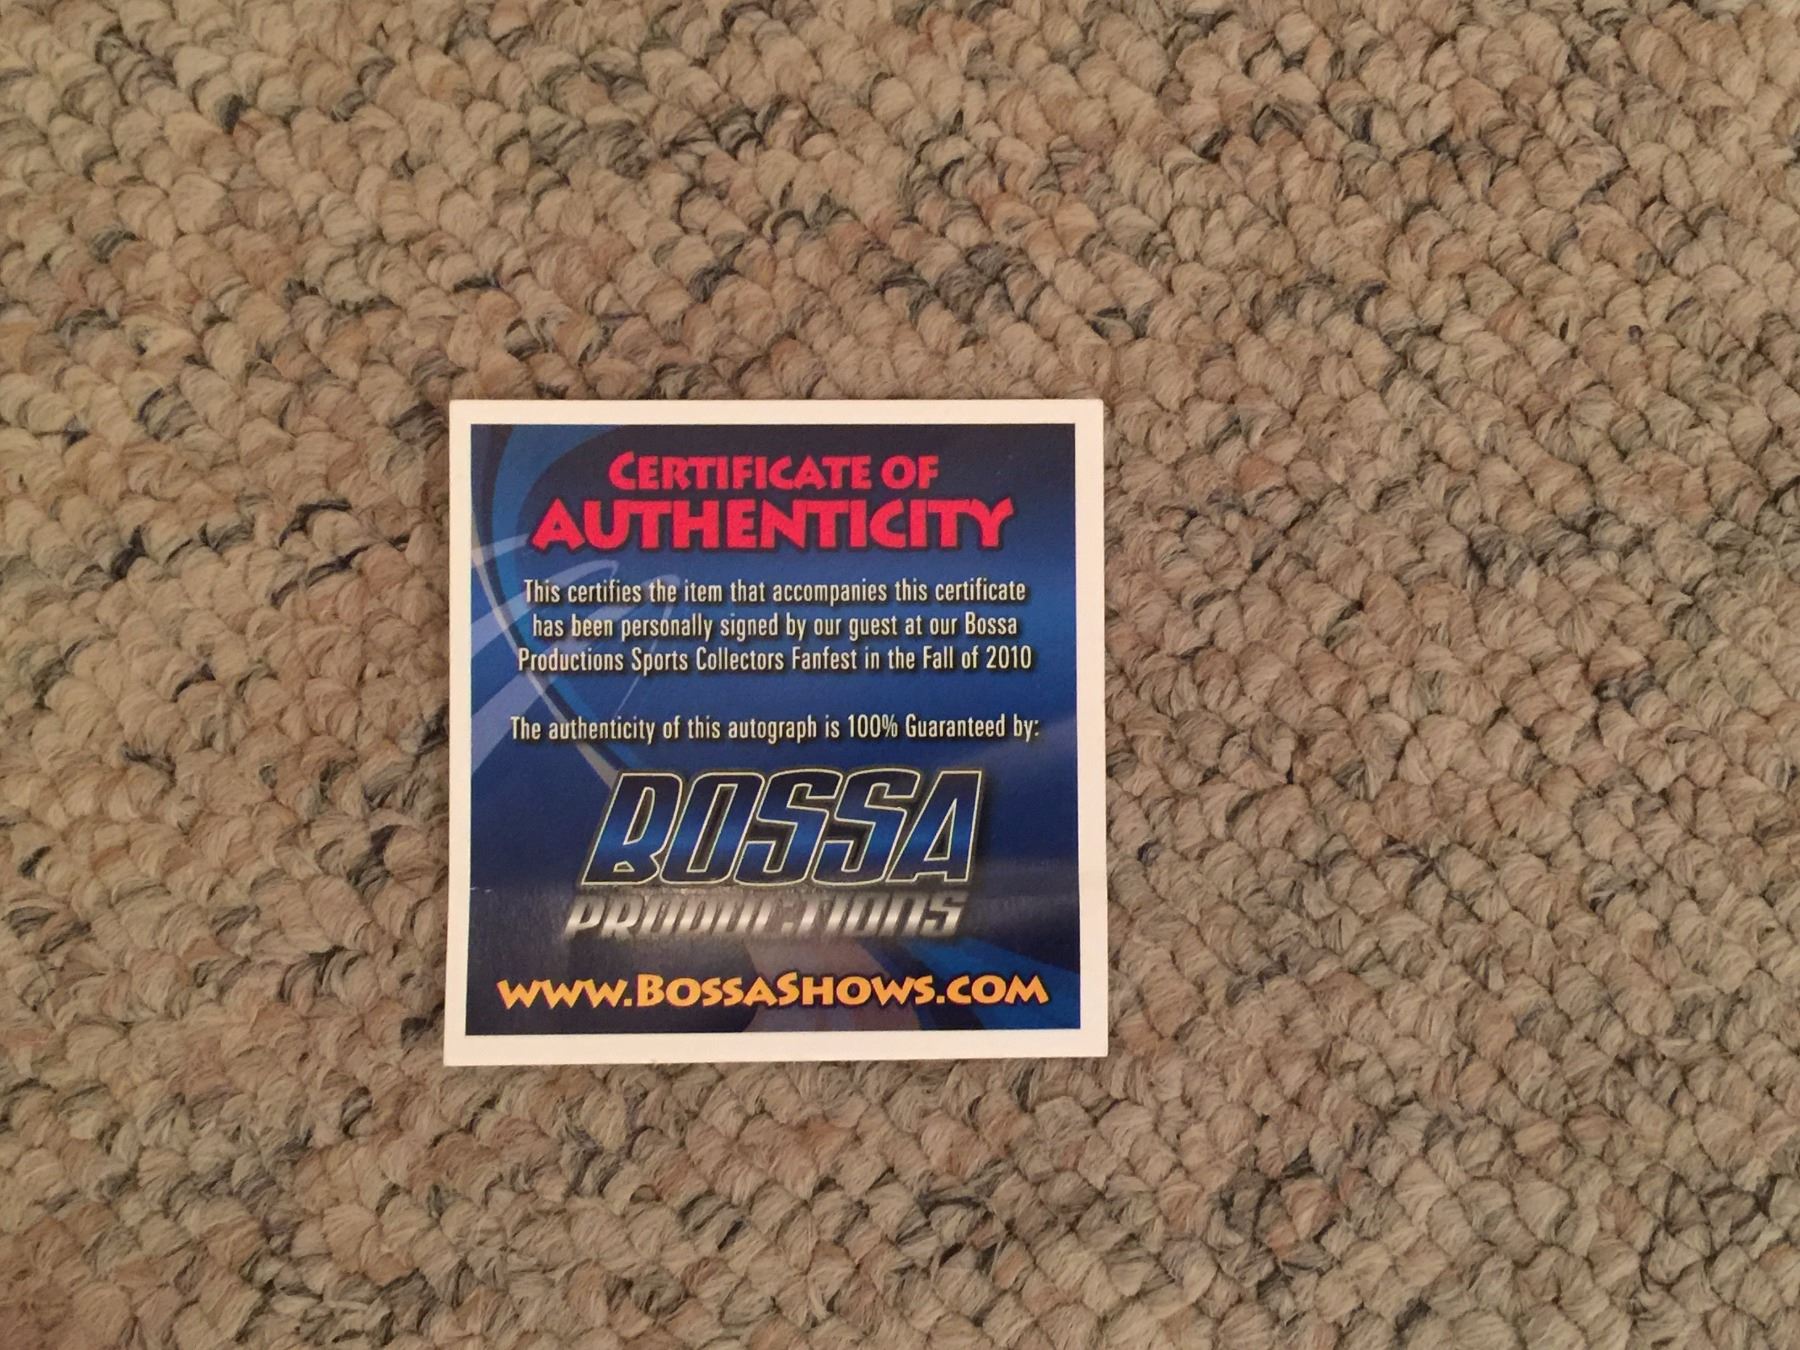 CERTIFICATE OF
AUTHENTICITY
This certifies the item that accompanies this certificate
has been personally signed by our guest at our Bossa
Productions Sports Collectors Fanfest in the Fall of 2010
The authenticity of this autograph is 100% Guaranteed by:
BOSSA
PRODUCTIONS
WWW.BOSSASHOWS.COM